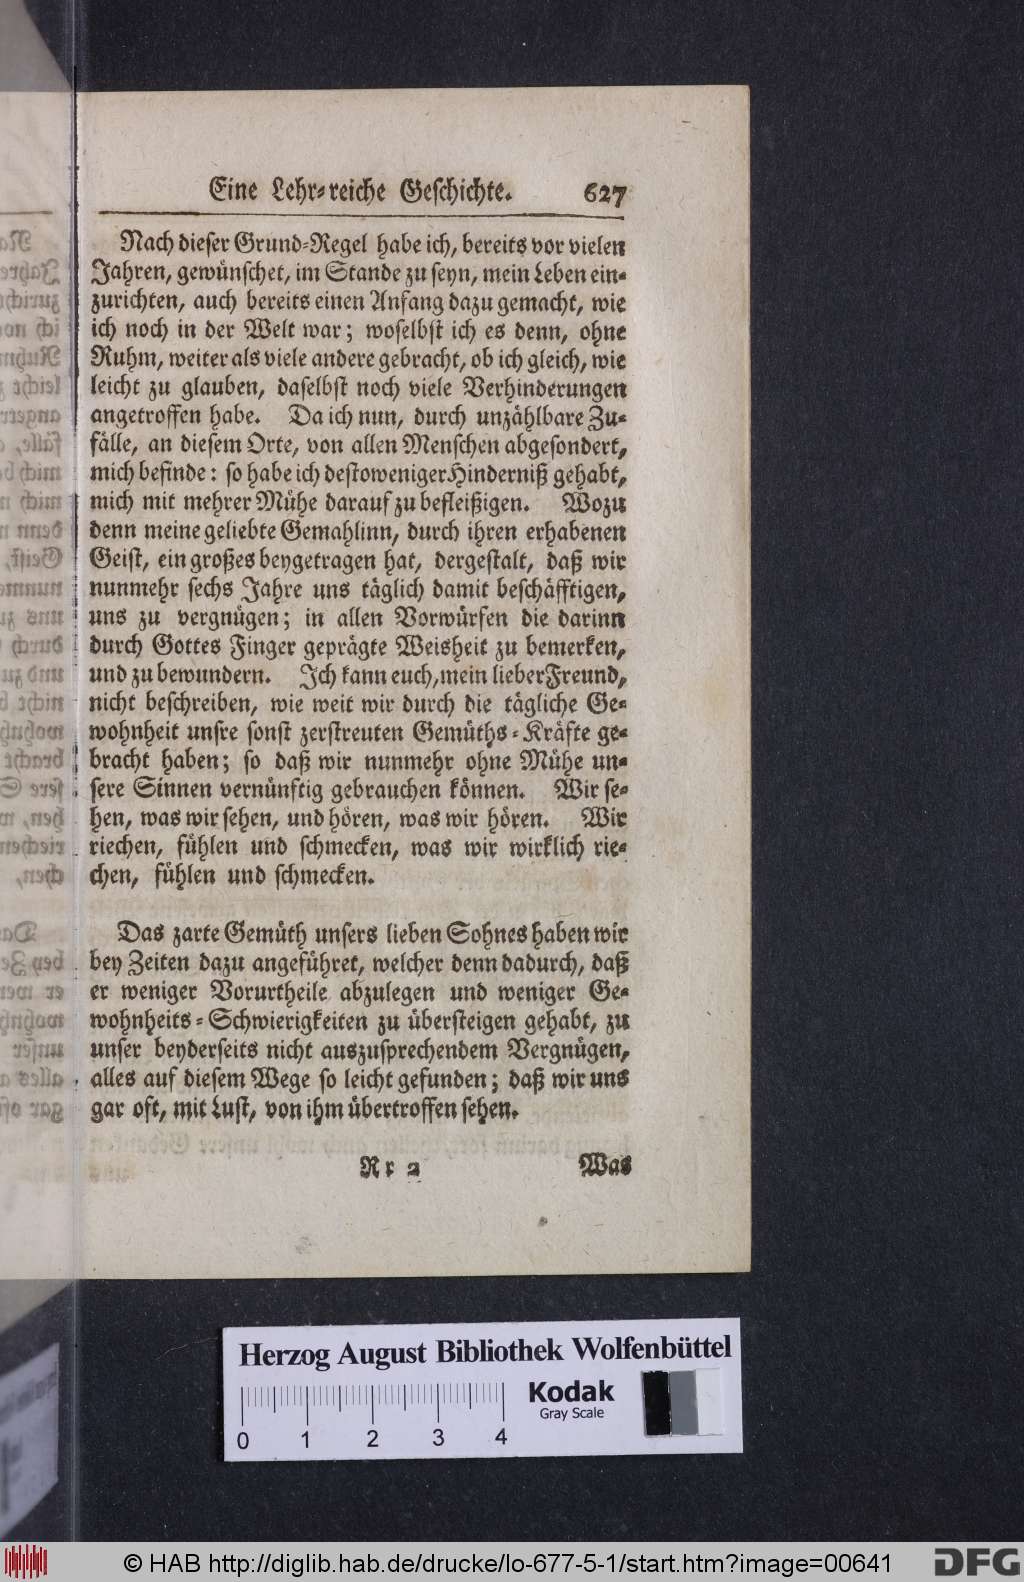 Eine Lehr-reiche Geschichte. 627
Nach dieser Grund-Regel habe ich, bereits vor vielen
Jahren, gewünschet, im Stande zu seyn, mein Leben ein-
zurichten, auch bereits einen Anfang dazu gemacht, wie
ich noch in der Welt war; woselbst ich es denn, ohne
Ruhm, weiter als viele andere gebracht, ob ich gleich, wie
leicht zu glauben, daselbst noch viele Verhinderungen
angetroffen habe. Da ich nun, durch unzählbare Zu-
fälle, an diesem Orte, von allen Menschen abgesondert,
mich befinde: so habe ich destoweniger Hinderniß gehabt,
mich mit mehrer Mühe darauf zu befleißigen. Wozu
denn meine geliebte Gemahlinn, durch ihren erhabenen
Geist, ein großes beygetragen hat, dergestalt, daß wir
nunmehr sechs Jahre uns täglich damit beschäfftigen,
uns zu vergnügen; in allen Vorwürfen die darinn
durch Gottes Finger geprägte Weisheit zu bemerken,
und zu bewundern. Ich kann euch, mein lieber Freund,
nicht beschreiben, wie weit wir durch die tägliche Ge-
wohnheit unsre sonst zerstreuten Gemüths-Kräfte ge-
bracht haben; so daß wir nunmehr ohne Mühe un-
sere Sinnen vernünftig gebrauchen können. Wir se-
hen, was wir sehen, und hören, was wir hören. Wir
riechen, fühlen und schmecken, was wir wirklich rie-
chen, fühlen und schmecken.
Das zarte Gemüth unsers lieben Sohnes haben wir
bey Zeiten dazu angeführet, welcher denn dadurch, daß
er weniger Vorurtheile abzulegen und weniger Ge-
wohnheits-Schwierigkeiten zu übersteigen gehabt, zu
unser beyderseits nicht auszusprechendem Vergnügen,
alles auf diesem Wege so leicht gefunden; daß wir uns
gar oft, mit Lust, von ihm übertroffen sehen.
Rr 2 Was
Herzog August Bibliothek Wolfenbüttel
Kodak
Gray Scale
0 1 2 3 4
© HAB http://diglib.hab.de/drucke/lo-677-5-1/start.htm?image=00641
DFG